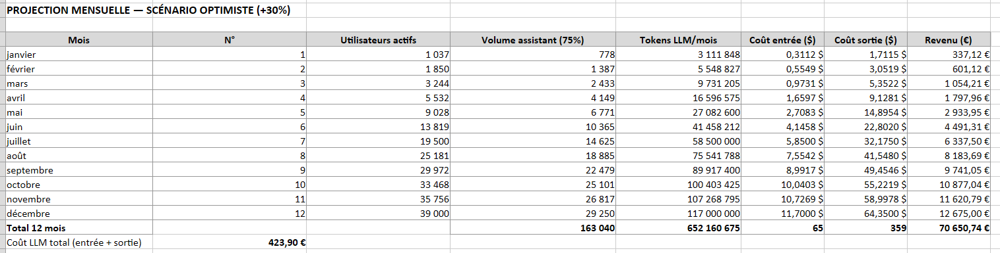 PROJECTION MENSUELLE — SCÉNARIO OPTIMISTE (+30%)
Mois N° Utilisateurs actifs Volume assistant (75%) Tokens LLM/mois Coût entrée ($) Coût sortie ($) Revenu (€)
janvier 1 1 037 778 3 111 848 0,3112 $ 1,7115 $ 337,12 €
février 2 1 850 1 387 5 548 827 0,5549 $ 3,0519 $ 601,12 €
mars 3 3 244 2 433 9 731 205 0,9731 $ 5,3522 $ 1 054,21 €
avril 4 5 532 4 149 16 596 575 1,6597 $ 9,1281 $ 1 797,96 €
mai 5 9 028 6 771 27 082 600 2,7083 $ 14,8954 $ 2 933,95 €
juin 6 13 819 10 365 41 458 212 4,1458 $ 22,8020 $ 4 491,31 €
juillet 7 19 500 14 625 58 500 000 5,8500 $ 32,1750 $ 6 337,50 €
août 8 25 181 18 885 75 541 788 7,5542 $ 41,5480 $ 8 183,69 €
septembre 9 29 972 22 479 89 917 400 8,9917 $ 49,4546 $ 9 741,05 €
octobre 10 33 468 25 101 100 403 425 10,0403 $ 55,2219 $ 10 877,04 €
novembre 11 35 756 26 817 107 268 795 10,7269 $ 58,9978 $ 11 620,79 €
décembre 12 39 000 29 250 117 000 000 11,7000 $ 64,3500 $ 12 675,00 €
Total 12 mois 163 040 652 160 675 65 359 70 650,74 €
Coût LLM total (entrée + sortie) 423,90 €